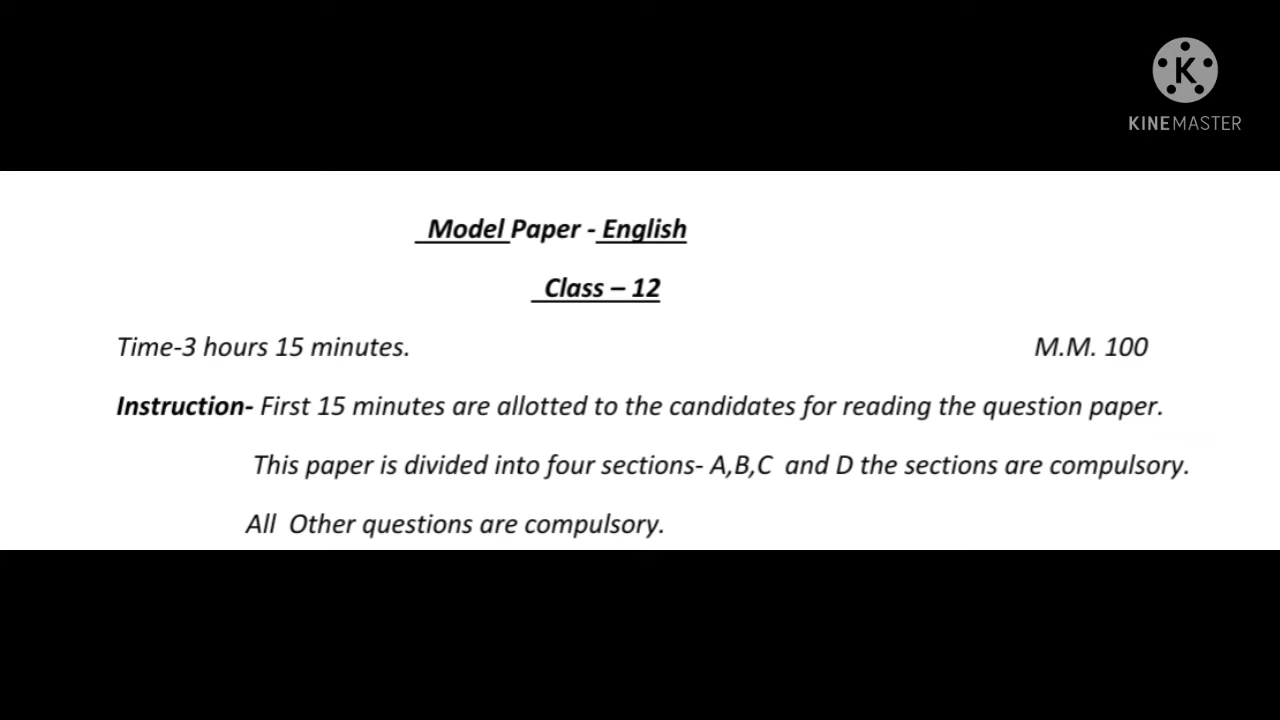 K
KINEMASTER
Model Paper - English
Class – 12
Time-3 hours 15 minutes. M.M. 100
Instruction- First 15 minutes are allotted to the candidates for reading the question paper.
This paper is divided into four sections- A,B,C and D the sections are compulsory.
All Other questions are compulsory.